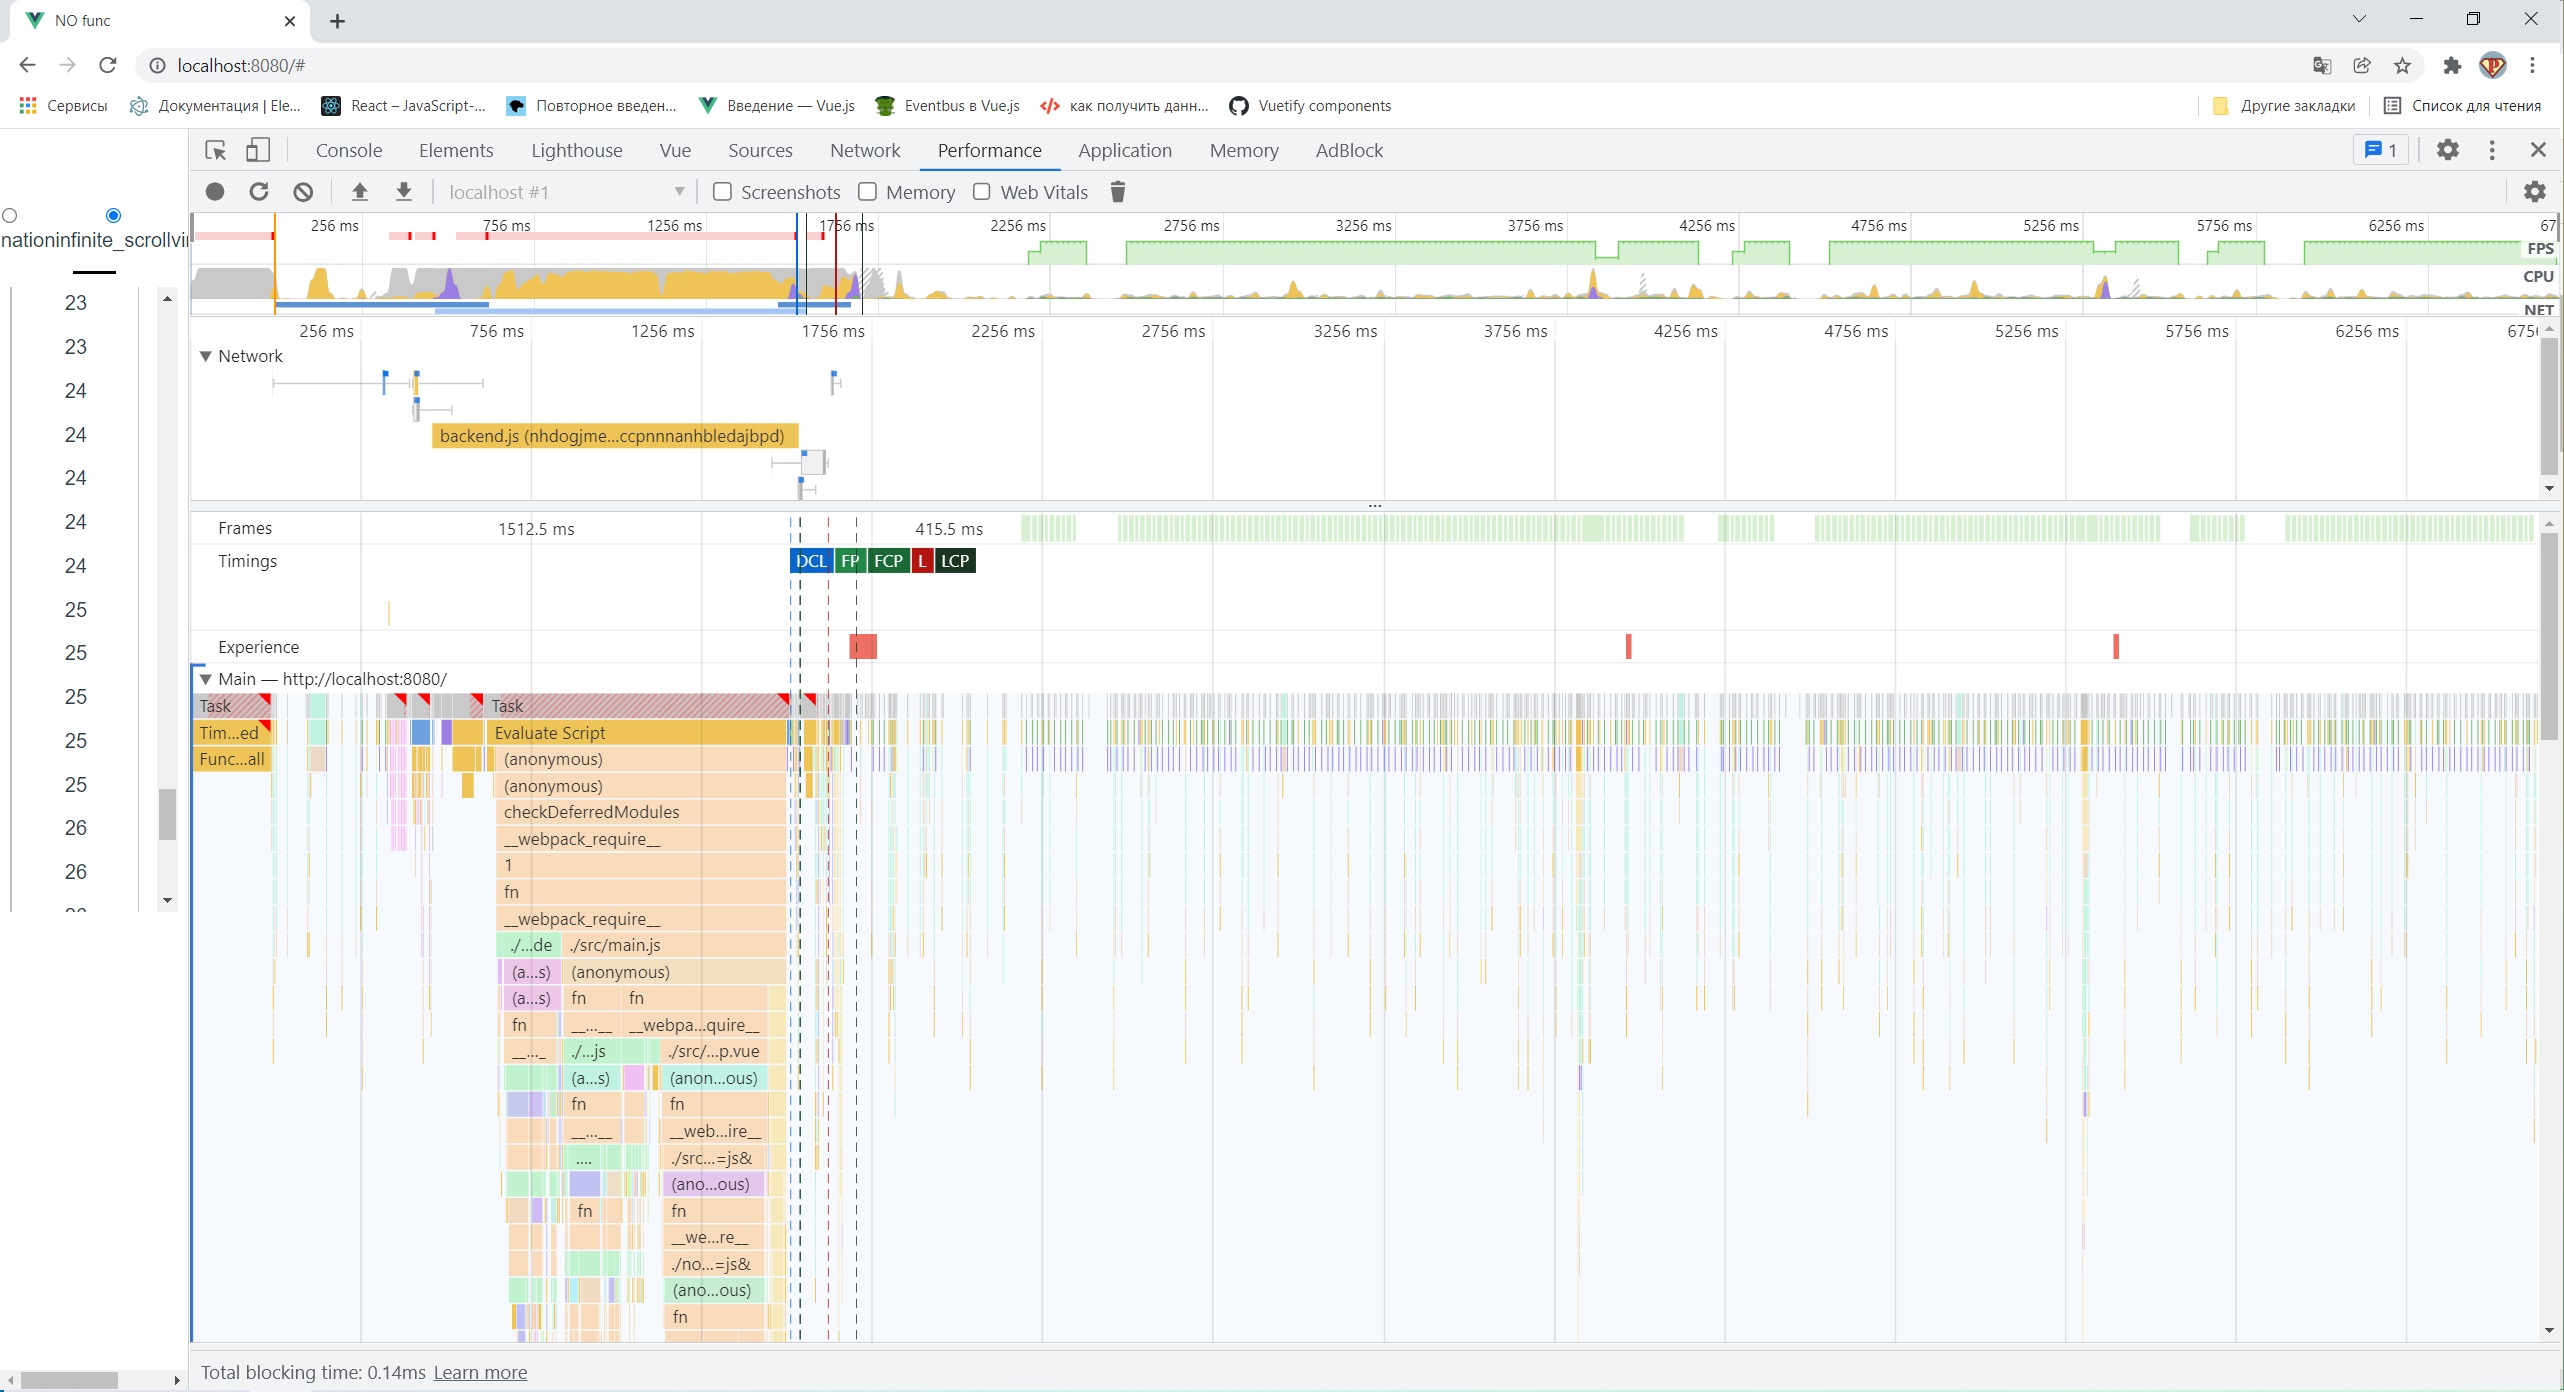 NO func
localhost:8080/#
Сервисы
Документация | Ele...
React – JavaScript-...
Повторное введен...
Введение — Vue.js
Eventbus в Vue.js
как получить данн...
Vuetify components
Другие закладки
Список для чтения
Console Elements Lighthouse Vue Sources Network Performance Application Memory AdBlock
1
localhost #1
Screenshots Memory Web Vitals
256 ms 756 ms 1256 ms 1756 ms 2256 ms 2756 ms 3256 ms 3756 ms 4256 ms 4756 ms 5256 ms 5756 ms 6256 ms 67
FPS
CPU
NET
nationinfinite_scrollvi
23
23
24
24
24
24
24
25
25
25
25
25
26
26
256 ms 756 ms 1256 ms 1756 ms 2256 ms 2756 ms 3256 ms 3756 ms 4256 ms 4756 ms 5256 ms 5756 ms 6256 ms 6756
Network
backend.js (nhdogjme...ccpnnnanhbledajbpd)
...
Frames 1512.5 ms 415.5 ms
Timings DCL FP FCP L LCP
Experience
Main — http://localhost:8080/
Task Task
Tim...ed Evaluate Script
Func...all (anonymous)
(anonymous)
checkDeferredModules
__webpack_require__
1
fn
__webpack_require__
./...de ./src/main.js
(a...s) (anonymous)
(a...s) fn fn
fn __...__ __webpa...quire__
__..._ ./...js ./src/...p.vue
(a...s) (anon...ous)
fn fn
__...__ __web...ire__
.... ./src...=js&
(ano...ous)
fn fn
__we...re__
./no...=js&
(ano...ous)
fn
Total blocking time: 0.14ms Learn more